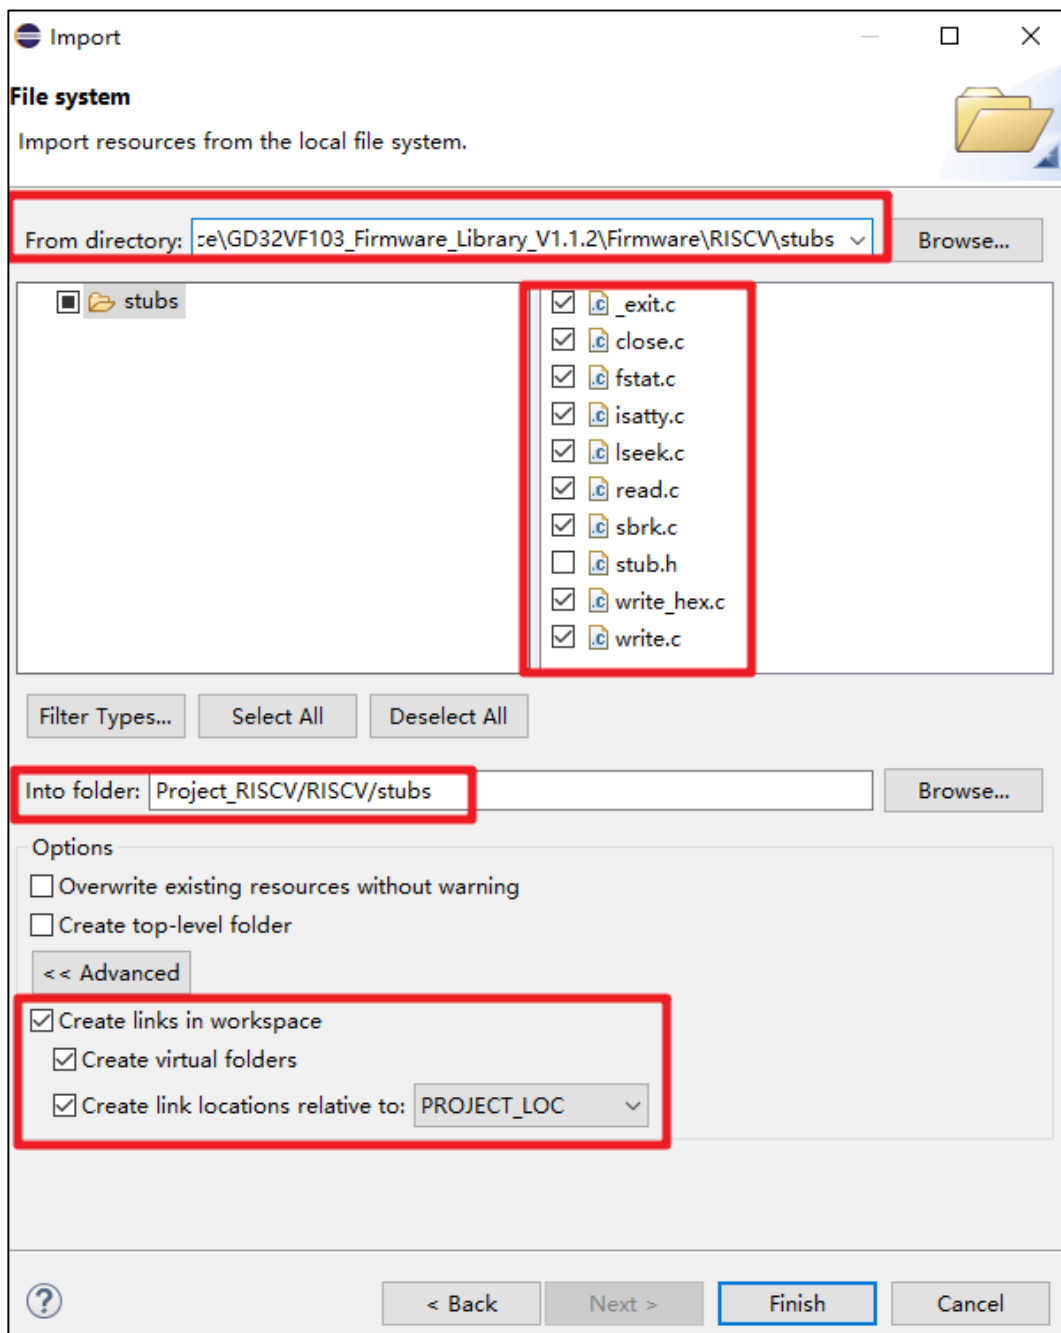 Import
File system
Import resources from the local file system.
From directory: :e\GD32VF103_Firmware_Library_V1.1.2\Firmware\RISCV\stubs Browse...
stubs
_exit.c
close.c
fstat.c
isatty.c
lseek.c
read.c
sbrk.c
stub.h
write_hex.c
write.c
Filter Types... Select All Deselect All
Into folder: Project_RISCV/RISCV/stubs Browse...
Options
Overwrite existing resources without warning
Create top-level folder
<< Advanced
Create links in workspace
Create virtual folders
Create link locations relative to: PROJECT_LOC
< Back Next > Finish Cancel